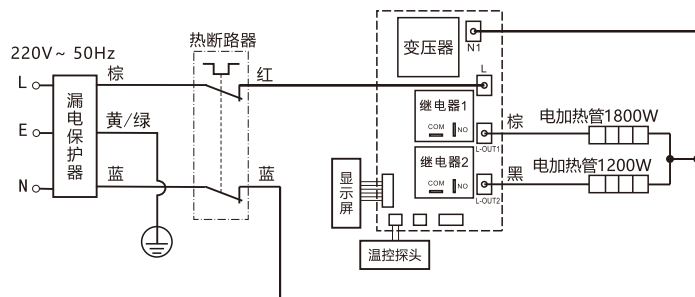 220V~ 50Hz
热断路器
变压器
N1
L
棕
红
L
漏电保护器
E
黄/绿
N
蓝
蓝
继电器1
COM
NO
L-OUT1
棕
电加热管1800W
继电器2
COM
NO
L-OUT2
黑
电加热管1200W
显示屏
温控探头